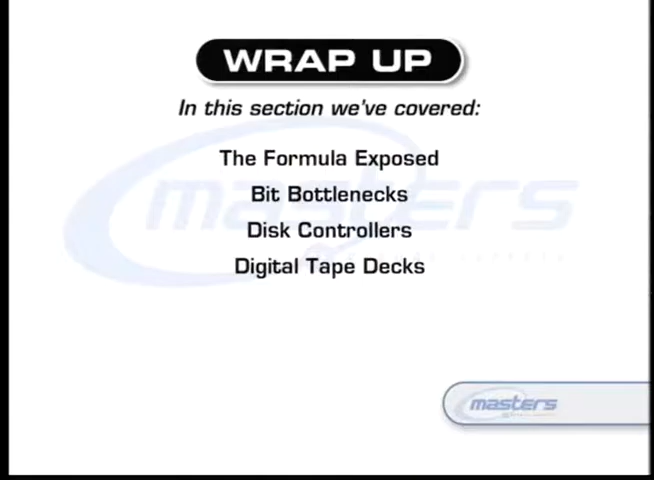 WRAP UP
In this section we've covered:
The Formula Exposed
Bit Bottlenecks
Disk Controllers
Digital Tape Decks
masters
masters